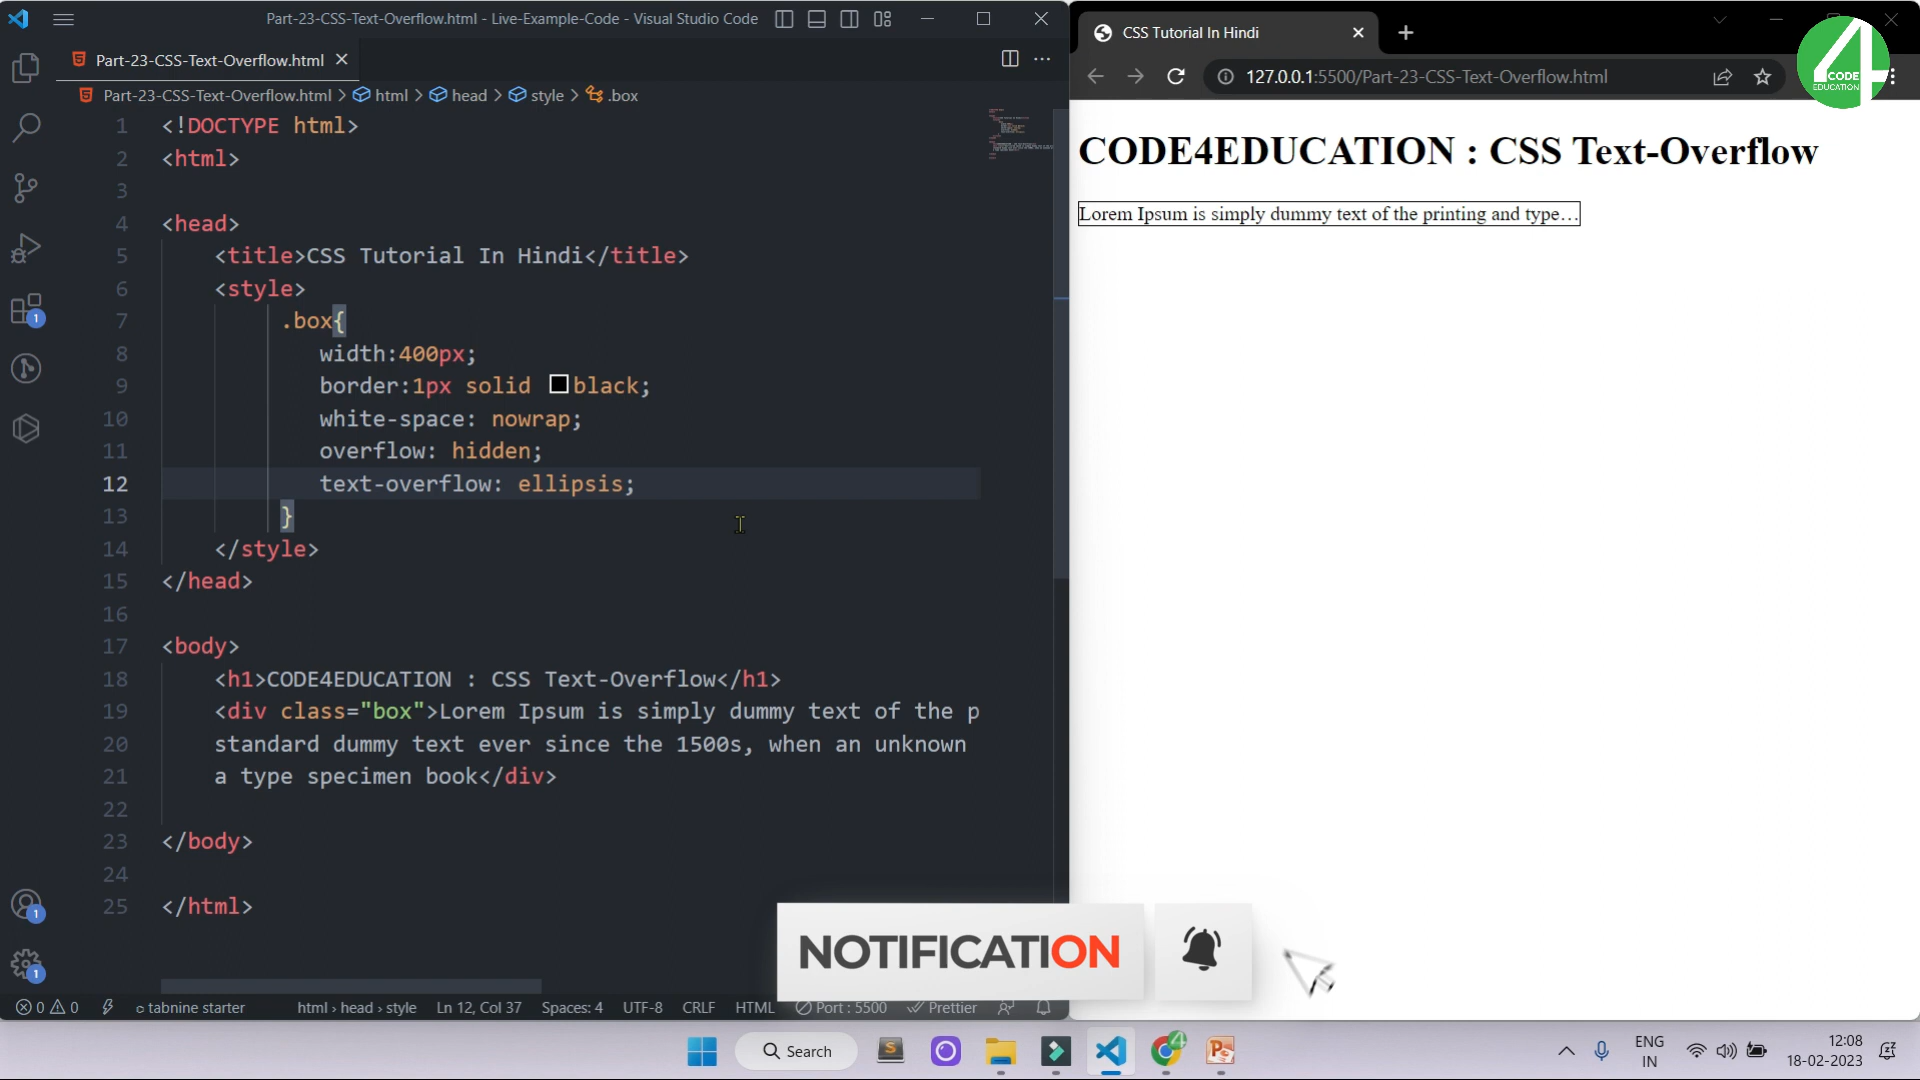 Part-23-CSS-Text-Overflow.html - Live-Example-Code - Visual Studio Code
Part-23-CSS-Text-Overflow.html
Part-23-CSS-Text-Overflow.html > html > head > style > .box
1 <!DOCTYPE html>
2 <html>
3
4 <head>
5 <title>CSS Tutorial In Hindi</title>
6 <style>
7 .box{
8 width:400px;
9 border:1px solid black;
10 white-space: nowrap;
11 overflow: hidden;
12 text-overflow: ellipsis;
13 }
14 </style>
15 </head>
16
17 <body>
18 <h1>CODE4EDUCATION : CSS Text-Overflow</h1>
19 <div class="box">Lorem Ipsum is simply dummy text of the p
20 standard dummy text ever since the 1500s, when an unknown
21 a type specimen book</div>
22
23 </body>
24
25 </html>
1
1
1
0 0
tabnine starter
html > head > style
Ln 12, Col 37
Spaces: 4
UTF-8
CRLF
HTML
Port : 5500
Prettier
CSS Tutorial In Hindi
127.0.0.1:5500/Part-23-CSS-Text-Overflow.html
4
CODE
EDUCATION
CODE4EDUCATION : CSS Text-Overflow
Lorem Ipsum is simply dummy text of the printing and type…
NOTIFICATION
Search
ENG
IN
12:08
18-02-2023